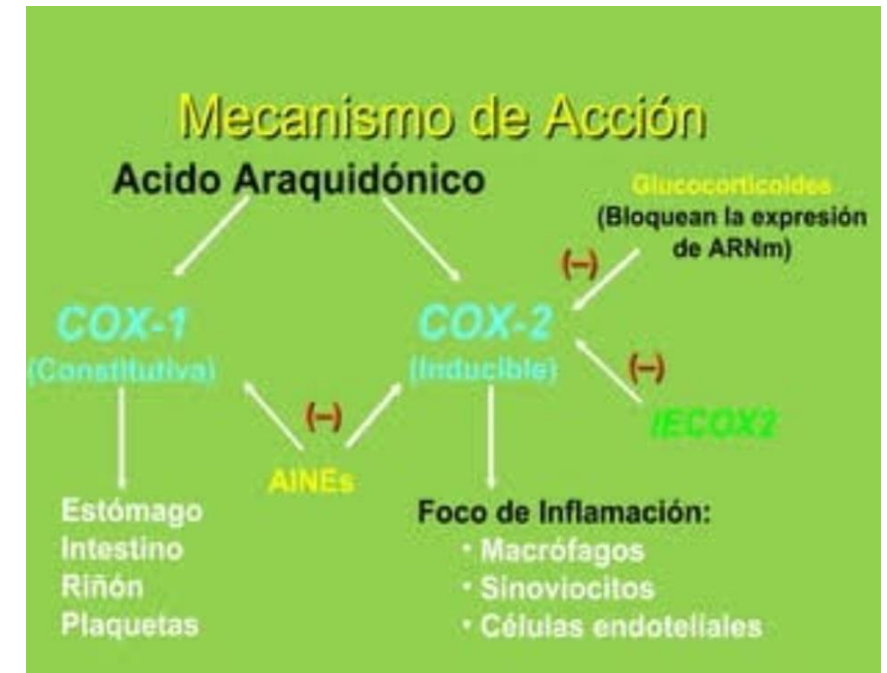 Mecanismo de Acción
Acido Araquidónico
Glucocorticoides
(Bloquean la expresión
de ARNm)
(–)
COX-1
(Constitutiva)
COX-2
(Inducible)
(–)
(–)
IECOX2
AINEs
Estómago
Intestino
Riñón
Plaquetas
Foco de Inflamación:
• Macrófagos
• Sinoviocitos
• Células endoteliales